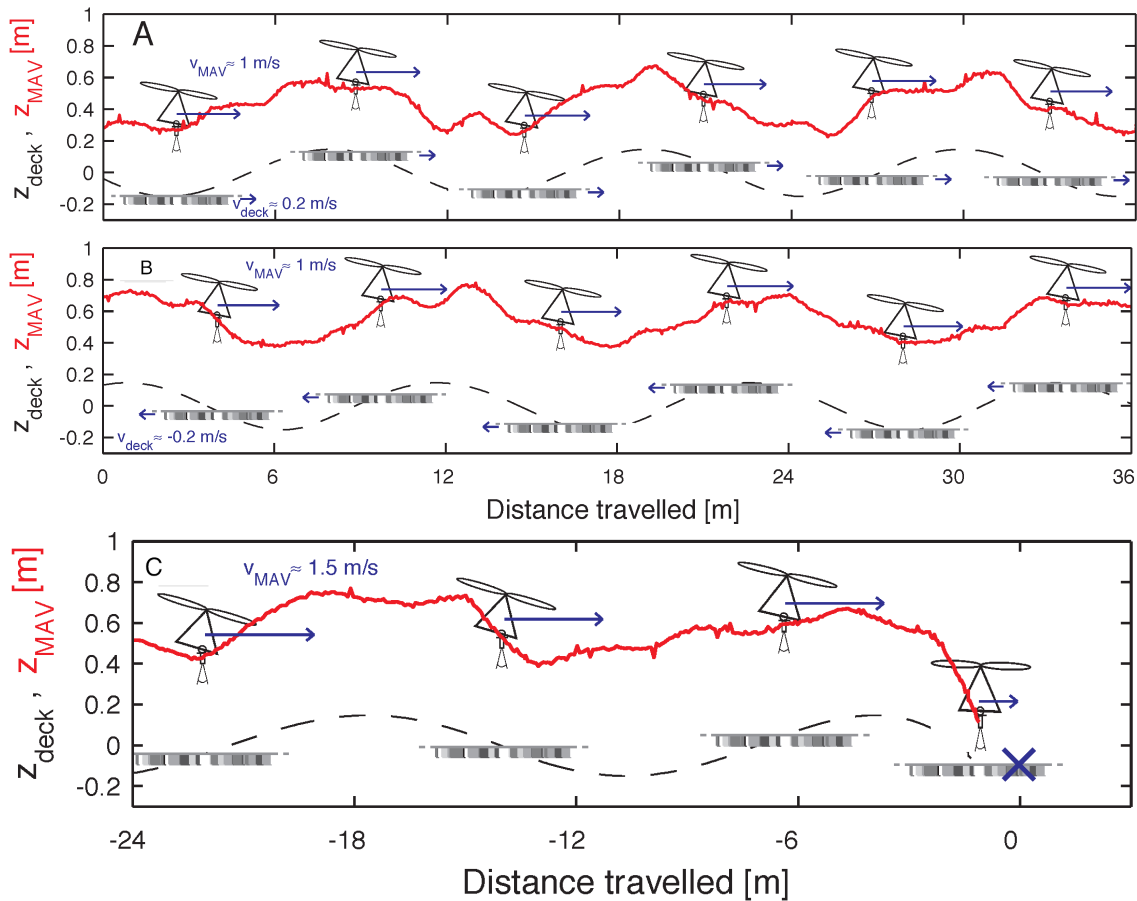 A
z_deck , z_MAV [m]
1
0.8
0.6
0.4
0.2
0
-0.2
v_MAV ≈ 1 m/s
v_deck ≈ 0.2 m/s
B
z_deck , z_MAV [m]
1
0.8
0.6
0.4
0.2
0
-0.2
v_MAV ≈ 1 m/s
v_deck ≈ -0.2 m/s
0 6 12 18 24 30 36
Distance travelled [m]
C
z_deck , z_MAV [m]
1
0.8
0.6
0.4
0.2
0
-0.2
v_MAV ≈ 1.5 m/s
-24 -18 -12 -6 0
Distance travelled [m]